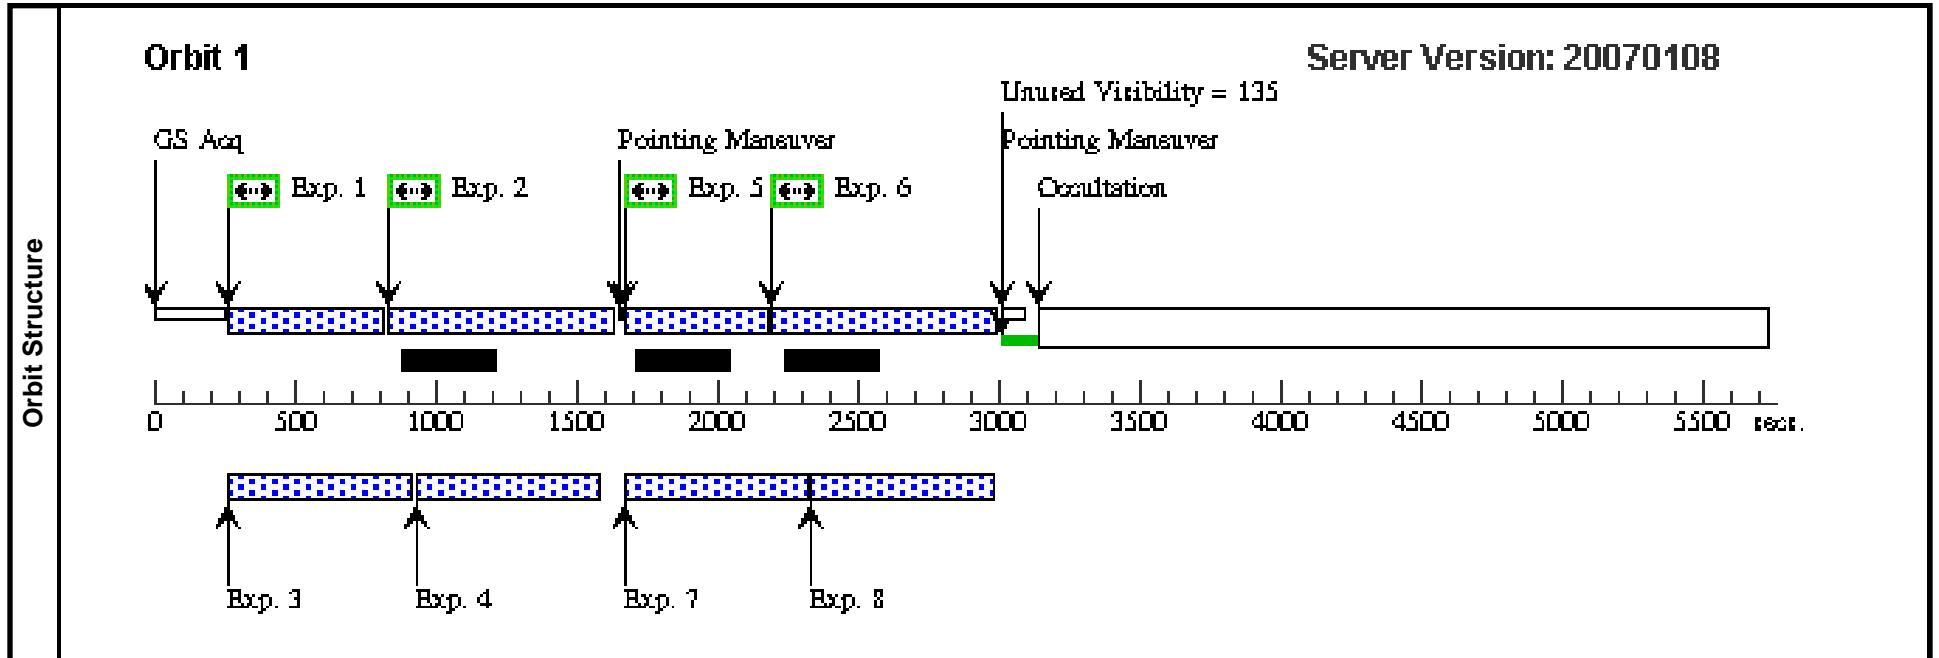 Orbit Structure
Orbit 1
Server Version: 20070108
Unused Visibility = 135
GS Acq
Pointing Maneuver
Pointing Maneuver
Exp. 1
Exp. 2
Exp. 5
Exp. 6
Occultation
0 500 1000 1500 2000 2500 3000 3500 4000 4500 5000 5500 secs.
Exp. 3
Exp. 4
Exp. 7
Exp. 8